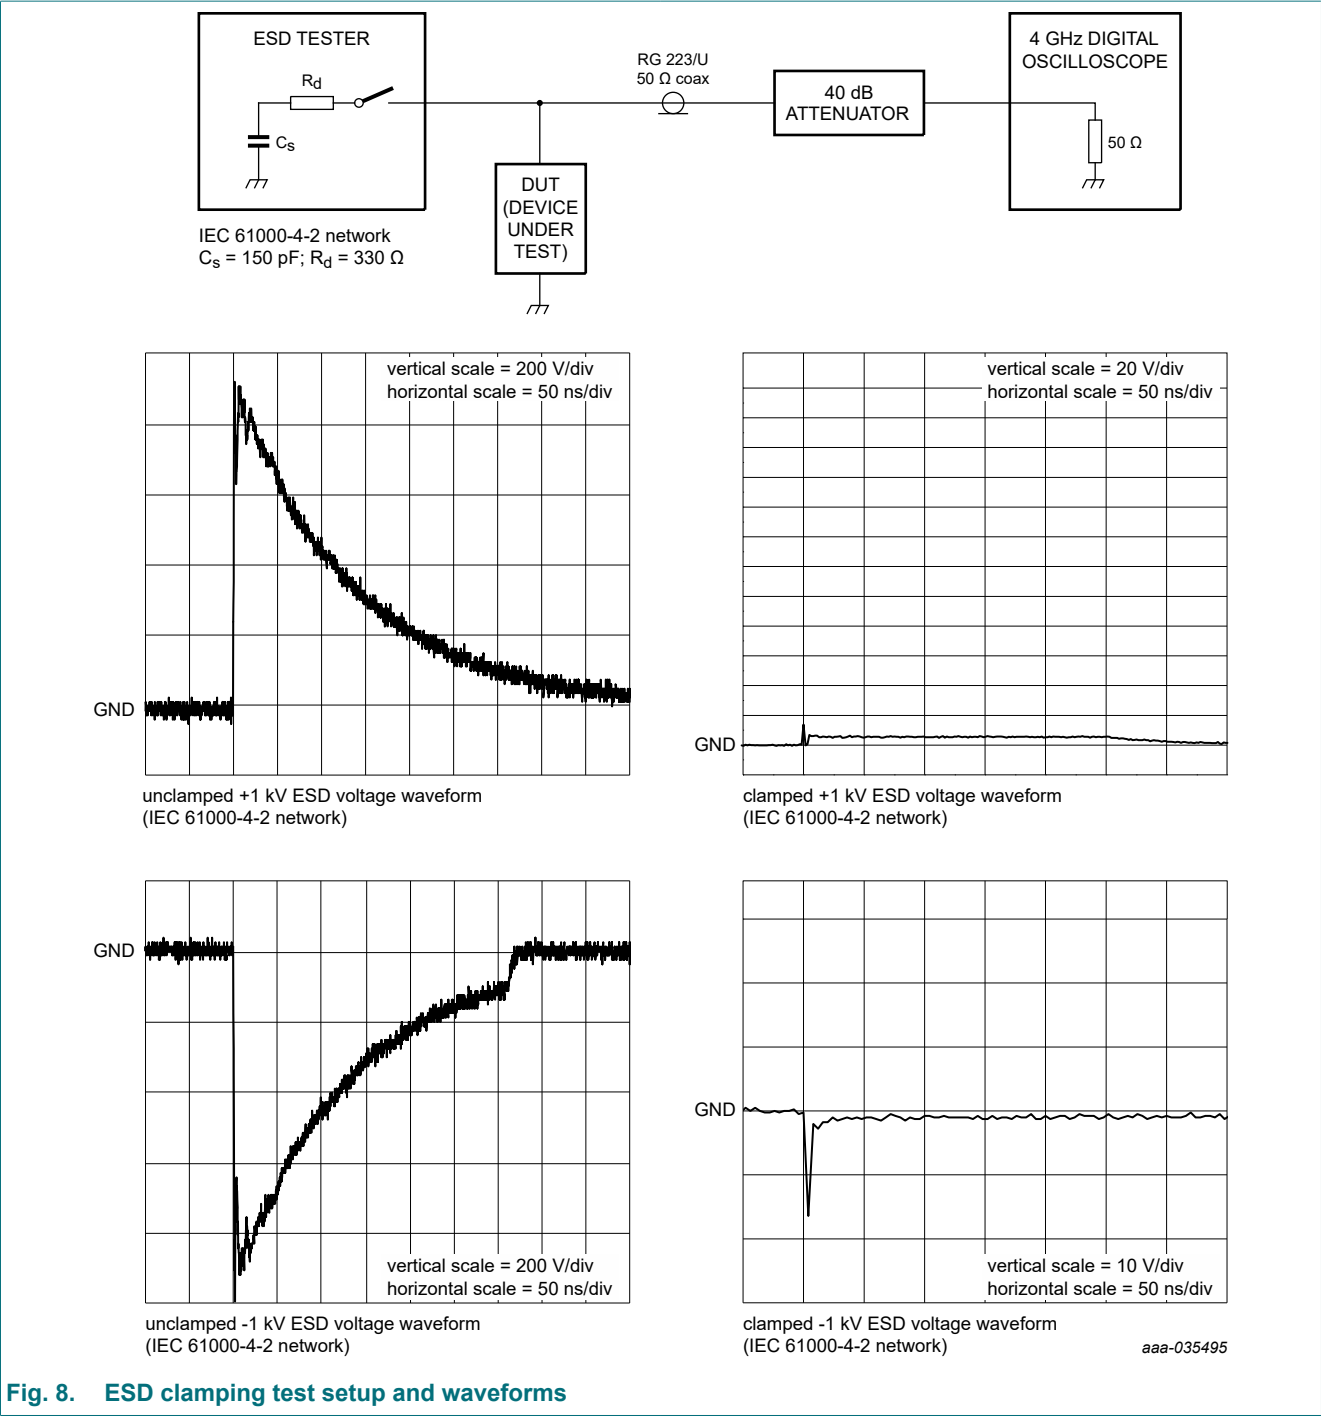 ESD TESTER
Rd
Cs
IEC 61000-4-2 network
Cs = 150 pF; Rd = 330 Ω
DUT
(DEVICE
UNDER
TEST)
RG 223/U
50 Ω coax
40 dB
ATTENUATOR
4 GHz DIGITAL
OSCILLOSCOPE
50 Ω
vertical scale = 200 V/div
horizontal scale = 50 ns/div
GND
unclamped +1 kV ESD voltage waveform
(IEC 61000-4-2 network)
vertical scale = 20 V/div
horizontal scale = 50 ns/div
GND
clamped +1 kV ESD voltage waveform
(IEC 61000-4-2 network)
GND
vertical scale = 200 V/div
horizontal scale = 50 ns/div
unclamped -1 kV ESD voltage waveform
(IEC 61000-4-2 network)
GND
vertical scale = 10 V/div
horizontal scale = 50 ns/div
clamped -1 kV ESD voltage waveform
(IEC 61000-4-2 network)
aaa-035495
Fig. 8. ESD clamping test setup and waveforms